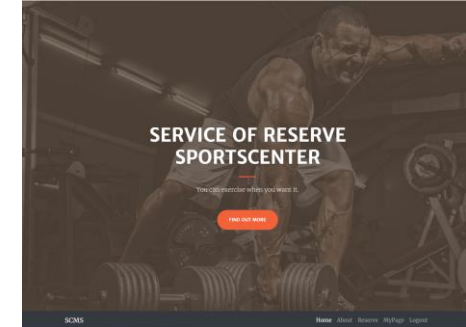 SERVICE OF RESERVE
SPORTSCENTER
You can exercise when you want it.
FIND OUT MORE
SCMS
Home About Reserve MyPage Logout